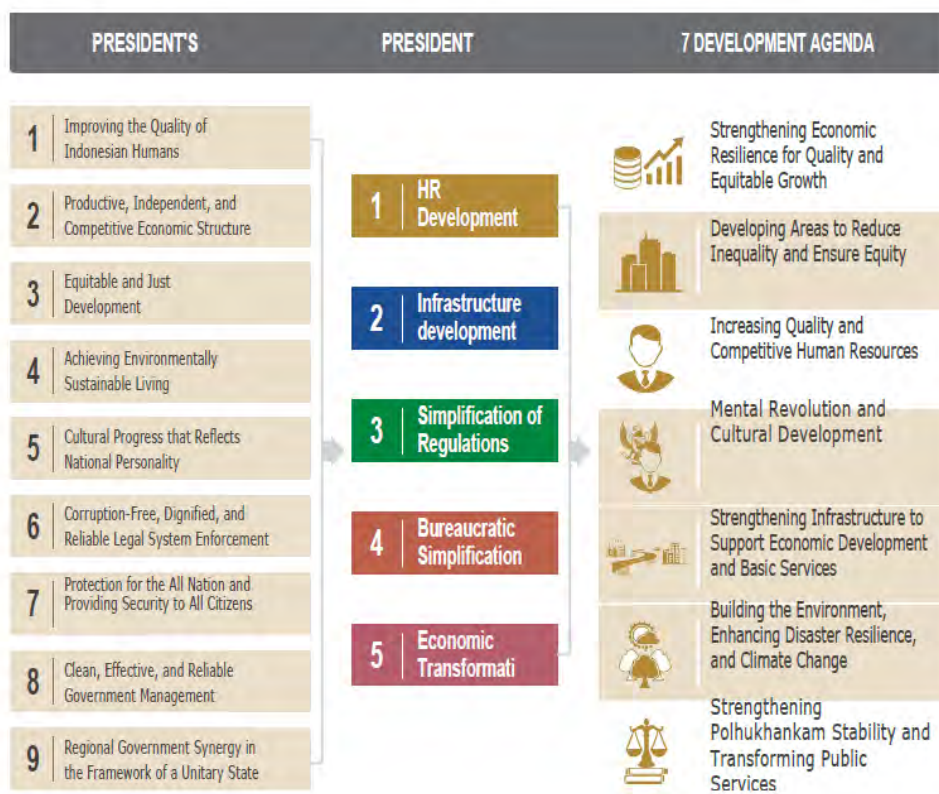 PRESIDENT'S
PRESIDENT
7 DEVELOPMENT AGENDA
1
Improving the Quality of
Indonesian Humans
2
Productive, Independent, and
Competitive Economic Structure
3
Equitable and Just
Development
4
Achieving Environmentally
Sustainable Living
5
Cultural Progress that Reflects
National Personality
6
Corruption-Free, Dignified, and
Reliable Legal System Enforcement
7
Protection for the All Nation and
Providing Security to All Citizens
8
Clean, Effective, and Reliable
Government Management
9
Regional Government Synergy in
the Framework of a Unitary State
1
HR
Development
2
Infrastructure
development
3
Simplification of
Regulations
4
Bureaucratic
Simplification
5
Economic
Transformati
Strengthening Economic
Resilience for Quality and
Equitable Growth
Developing Areas to Reduce
Inequality and Ensure Equity
Increasing Quality and
Competitive Human Resources
Mental Revolution and
Cultural Development
Strengthening Infrastructure to
Support Economic Development
and Basic Services
Building the Environment,
Enhancing Disaster Resilience,
and Climate Change
Strengthening
Polhukhankam Stability and
Transforming Public
Services